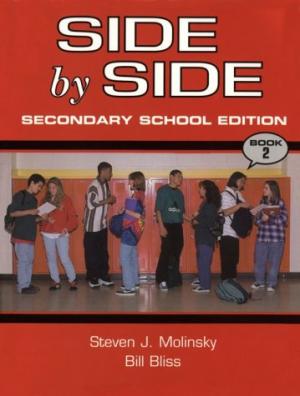 SIDE
by SIDE
SECONDARY SCHOOL EDITION
BOOK
2
Steven J. Molinsky
Bill Bliss